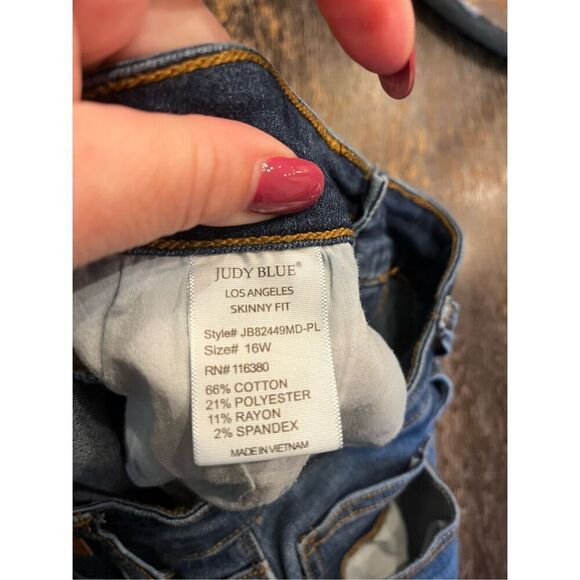 JUDY BLUE®
LOS ANGELES
SKINNY FIT
Style# JB82449MD-PL
Size# 16W
RN# 116380
66% COTTON
21% POLYESTER
11% RAYON
2% SPANDEX
MADE IN VIETNAM